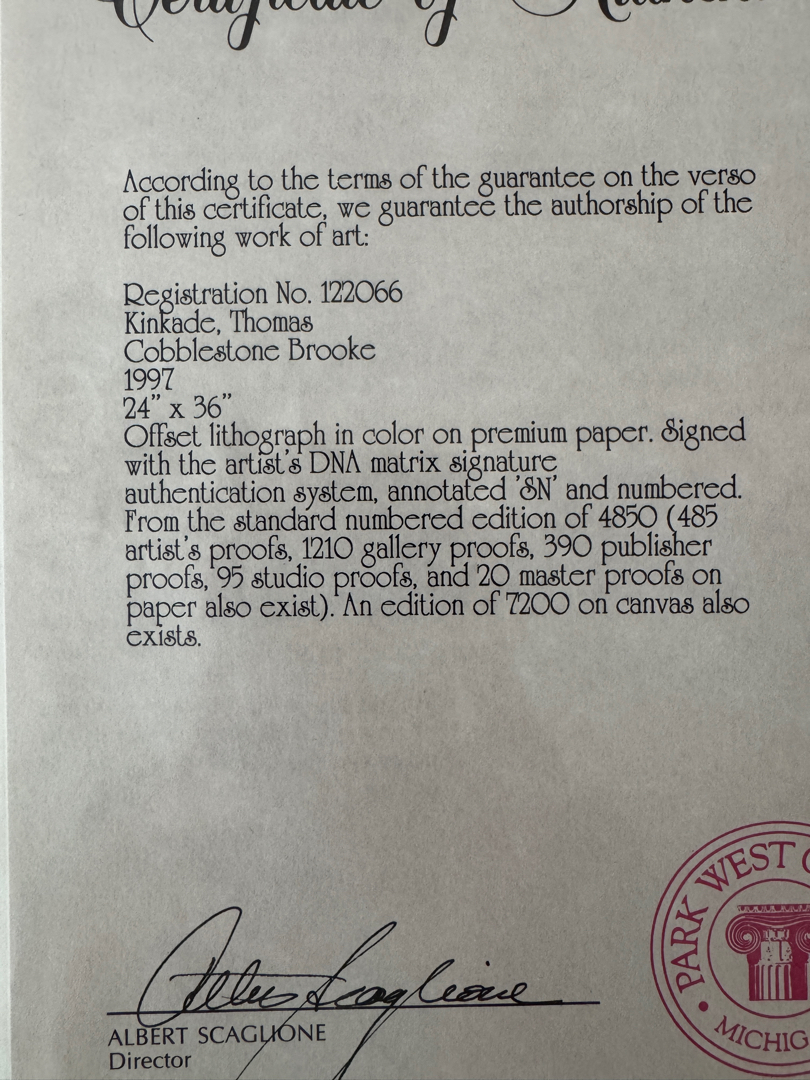 Certificate of
According to the terms of the guarantee on the verso
of this certificate, we guarantee the authorship of the
following work of art:
Registration No. 122066
Kinkade, Thomas
Cobblestone Brooke
1997
24" x 36"
Offset lithograph in color on premium paper. Signed
with the artist's DNA matrix signature
authentication system, annotated 'SN' and numbered.
From the standard numbered edition of 4850 (485
artist's proofs, 1210 gallery proofs, 390 publisher
proofs, 95 studio proofs, and 20 master proofs on
paper also exist). An edition of 7200 on canvas also
exists.
Albert Scaglione
ALBERT SCAGLIONE
Director
PARK WEST
MICHIG